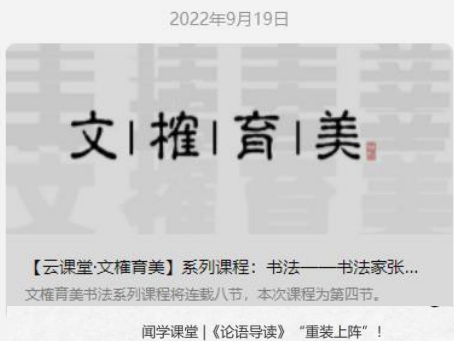 2022年9月19日
文|権|育|美
【云课堂·文権育美】系列课程：书法——书法家张...
文権育美书法系列课程将连载八节，本次课程为第四节。
闻学课堂 |《论语导读》“重装上阵”！